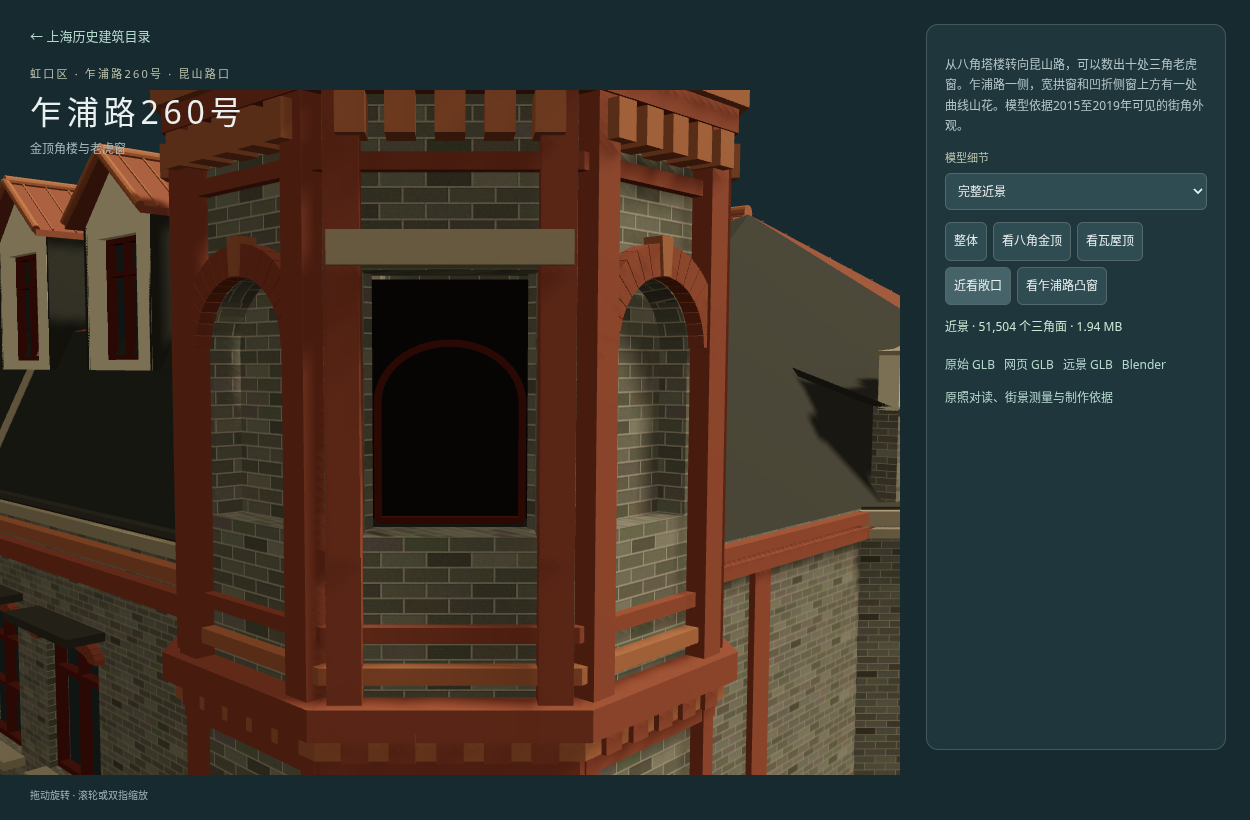 ← 上海历史建筑目录
虹口区 · 乍浦路260号 · 昆山路口
乍浦路260号
金顶角楼与老虎窗
从八角塔楼转向昆山路，可以数出十处三角老虎
窗。乍浦路一侧，宽拱窗和凹折侧窗上方有一处
曲线山花。模型依据2015至2019年可见的街角外
观。
模型细节
完整近景
整体 看八角金顶 看瓦屋顶
近看敞口 看乍浦路凸窗
近景 · 51,504 个三角面 · 1.94 MB
原始 GLB 网页 GLB 远景 GLB Blender
原照对读、街景测量与制作依据
拖动旋转 · 滚轮或双指缩放